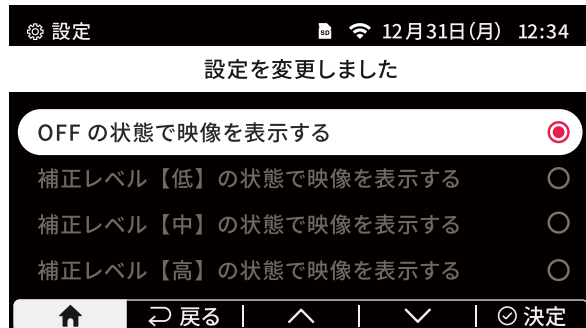 設定 SD 12月31日(月) 12:34
設定を変更しました
OFF の状態で映像を表示する
補正レベル【低】の状態で映像を表示する
補正レベル【中】の状態で映像を表示する
補正レベル【高】の状態で映像を表示する
戻る 決定